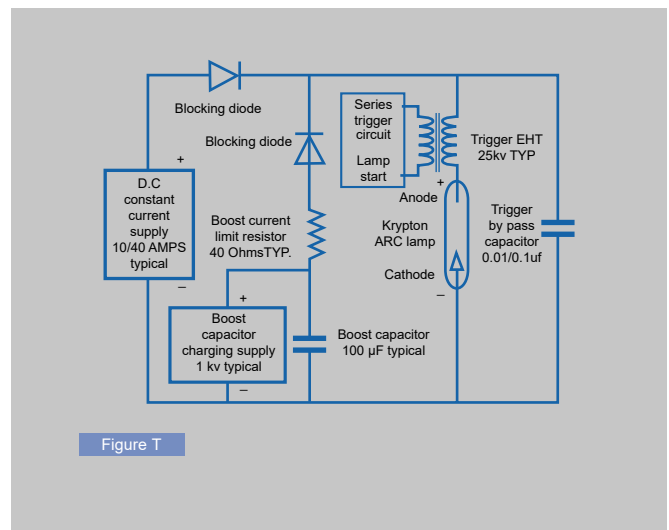 Blocking diode
Series
trigger
circuit
Lamp
start
Blocking diode
Trigger EHT
25kv TYP
+
D.C
constant
current
supply
10/40 AMPS
typical
–
+
Anode
Krypton
ARC lamp
Cathode
–
Trigger
by pass
capacitor
0.01/0.1uf
Boost current
limit resistor
40 OhmsTYP.
+
Boost
capacitor
charging supply
1 kv typical
–
Boost capacitor
100 µF typical
Figure T